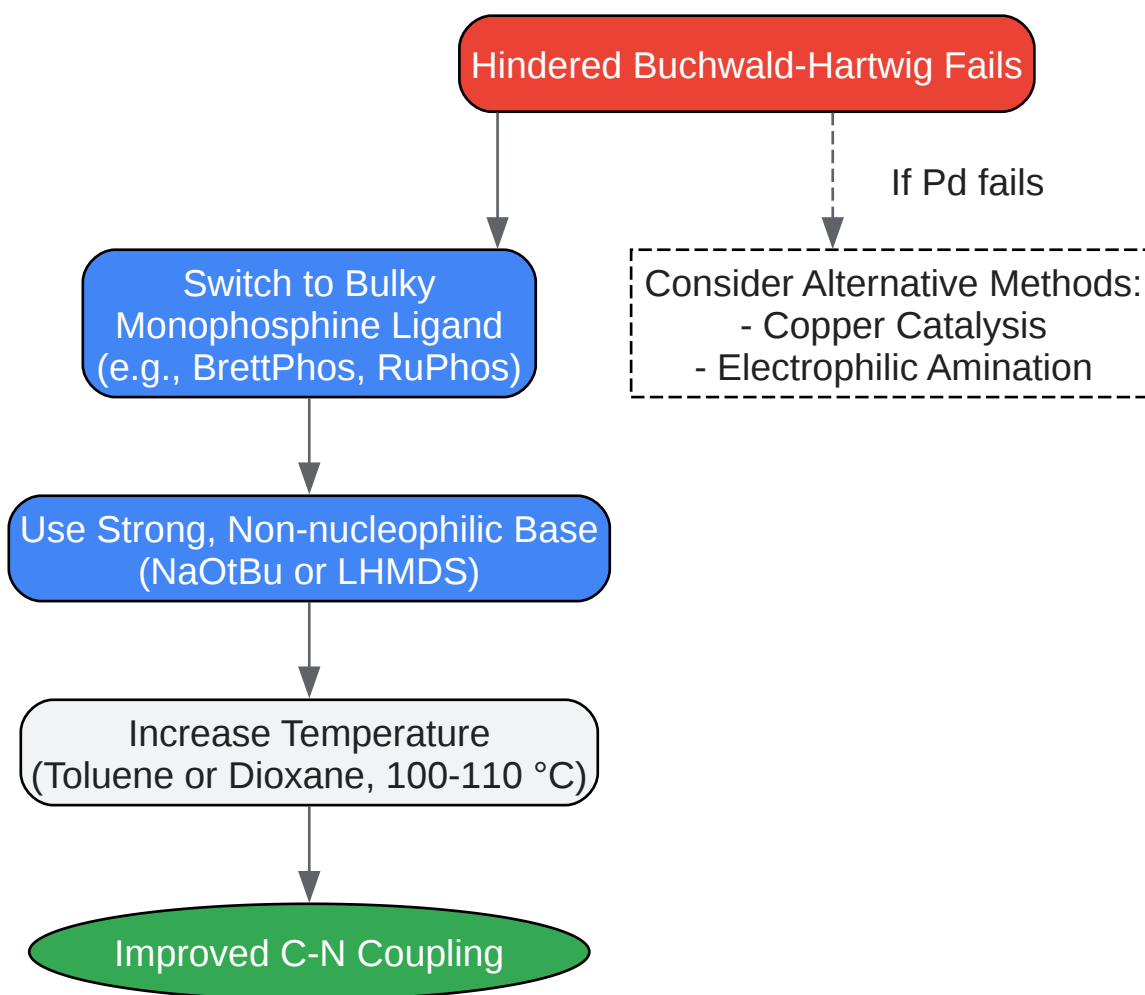 Hindered Buchwald-Hartwig Fails
If Pd fails
Switch to Bulky
Monophosphine Ligand
(e.g., BrettPhos, RuPhos)
Consider Alternative Methods:
- Copper Catalysis
- Electrophilic Amination
Use Strong, Non-nucleophilic Base
(NaOtBu or LHMDS)
Increase Temperature
(Toluene or Dioxane, 100-110 °C)
Improved C-N Coupling